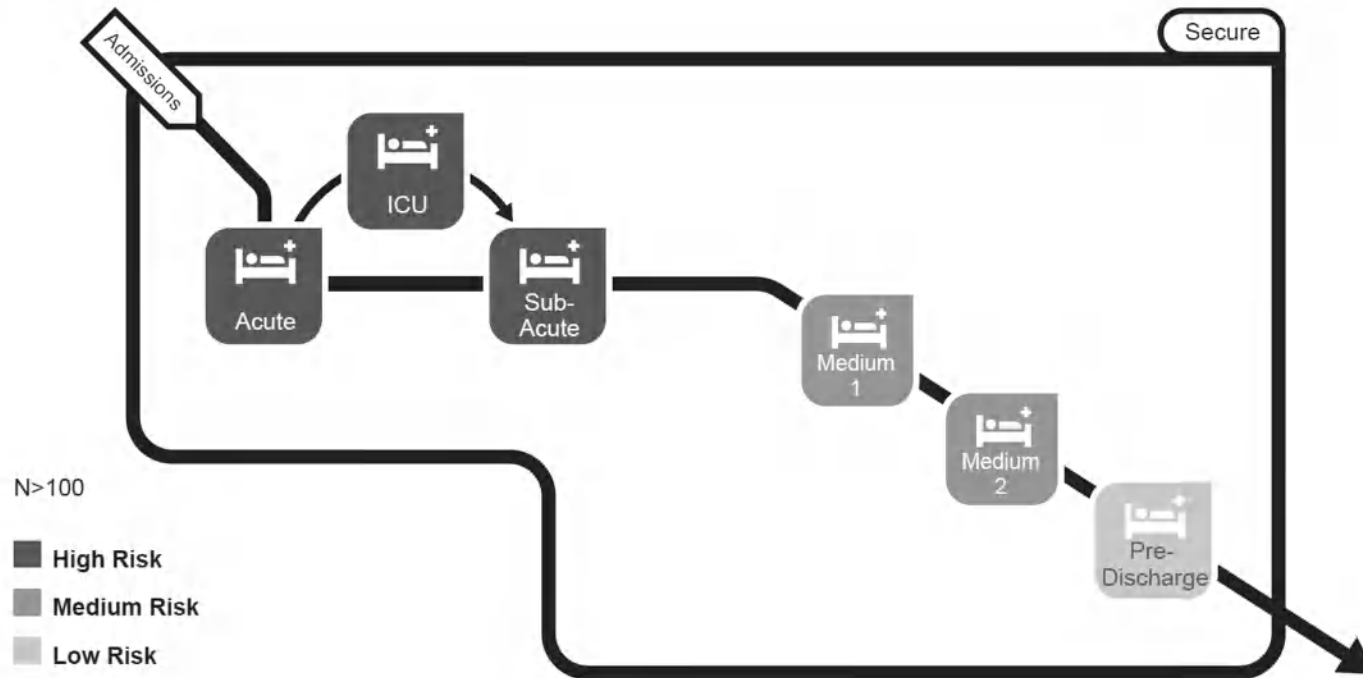 Admissions
Secure
ICU
Acute
Sub-
Acute
Medium
1
Medium
2
Pre-
Discharge
N>100
High Risk
Medium Risk
Low Risk